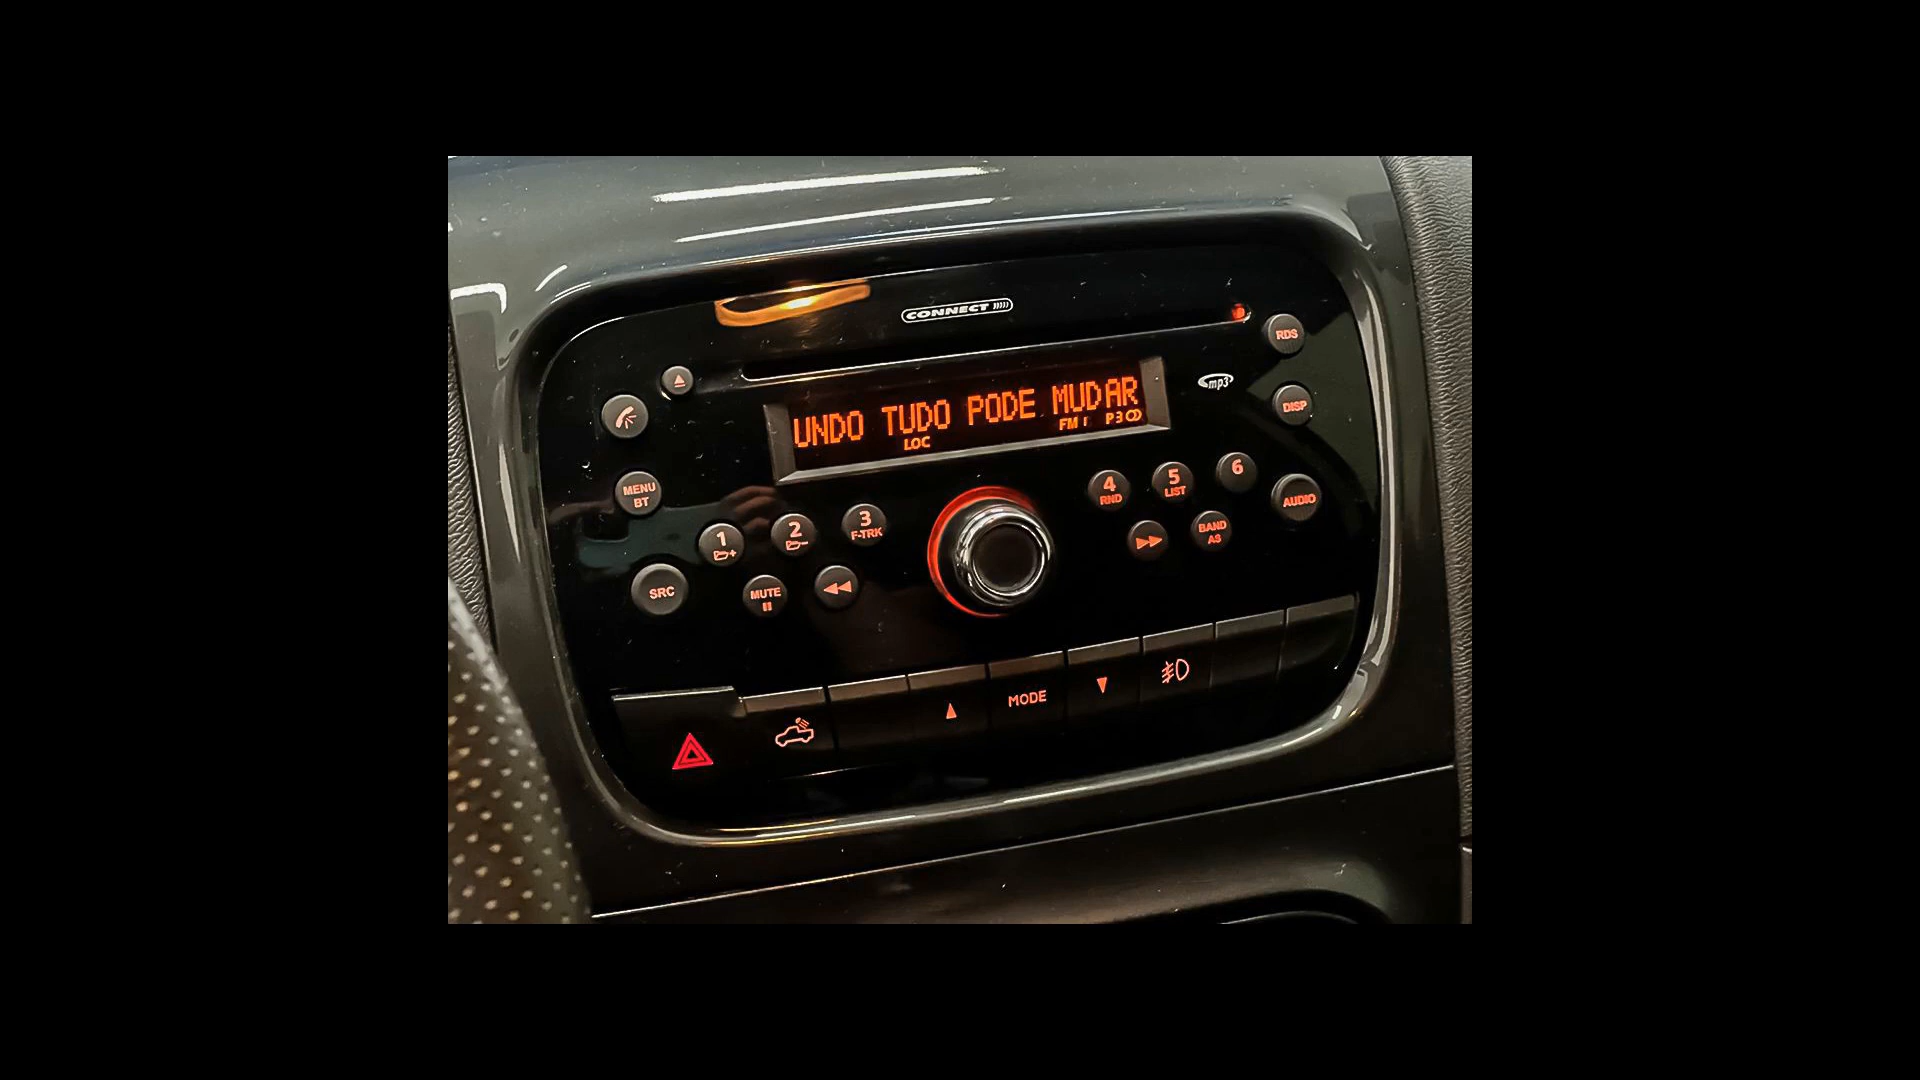 CONNECT
RDS
mp3
DISP
UNDO TUDO PODE MUDAR
LOC FM I P3
MENU
BT
1
2
3
F-TRK
4
RND
5
LIST
6
AUDIO
SRC
MUTE
BAND
AS
MODE